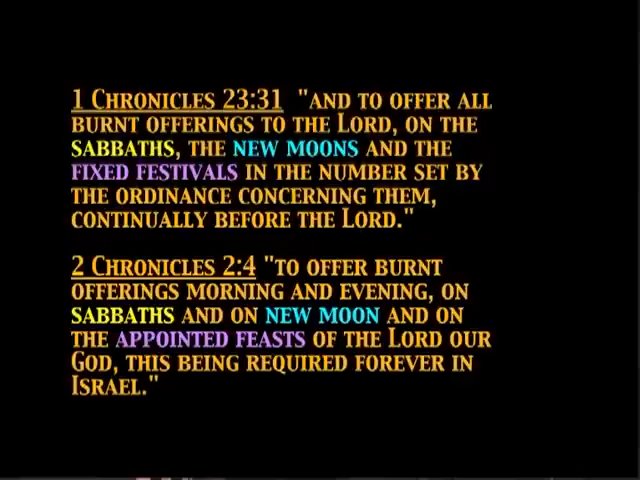 1 Chronicles 23:31 "and to offer all
burnt offerings to the Lord, on the
sabbaths, the new moons and the
fixed festivals in the number set by
the ordinance concerning them,
continually before the Lord."
2 Chronicles 2:4 "to offer burnt
offerings morning and evening, on
sabbaths and on new moon and on
the appointed feasts of the Lord our
God, this being required forever in
Israel."